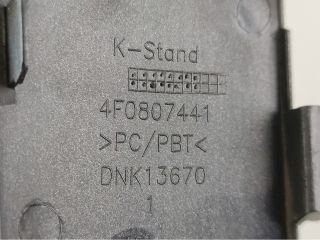 K-Stand
4F0807441
>PC/PBT<
DNK13670
1